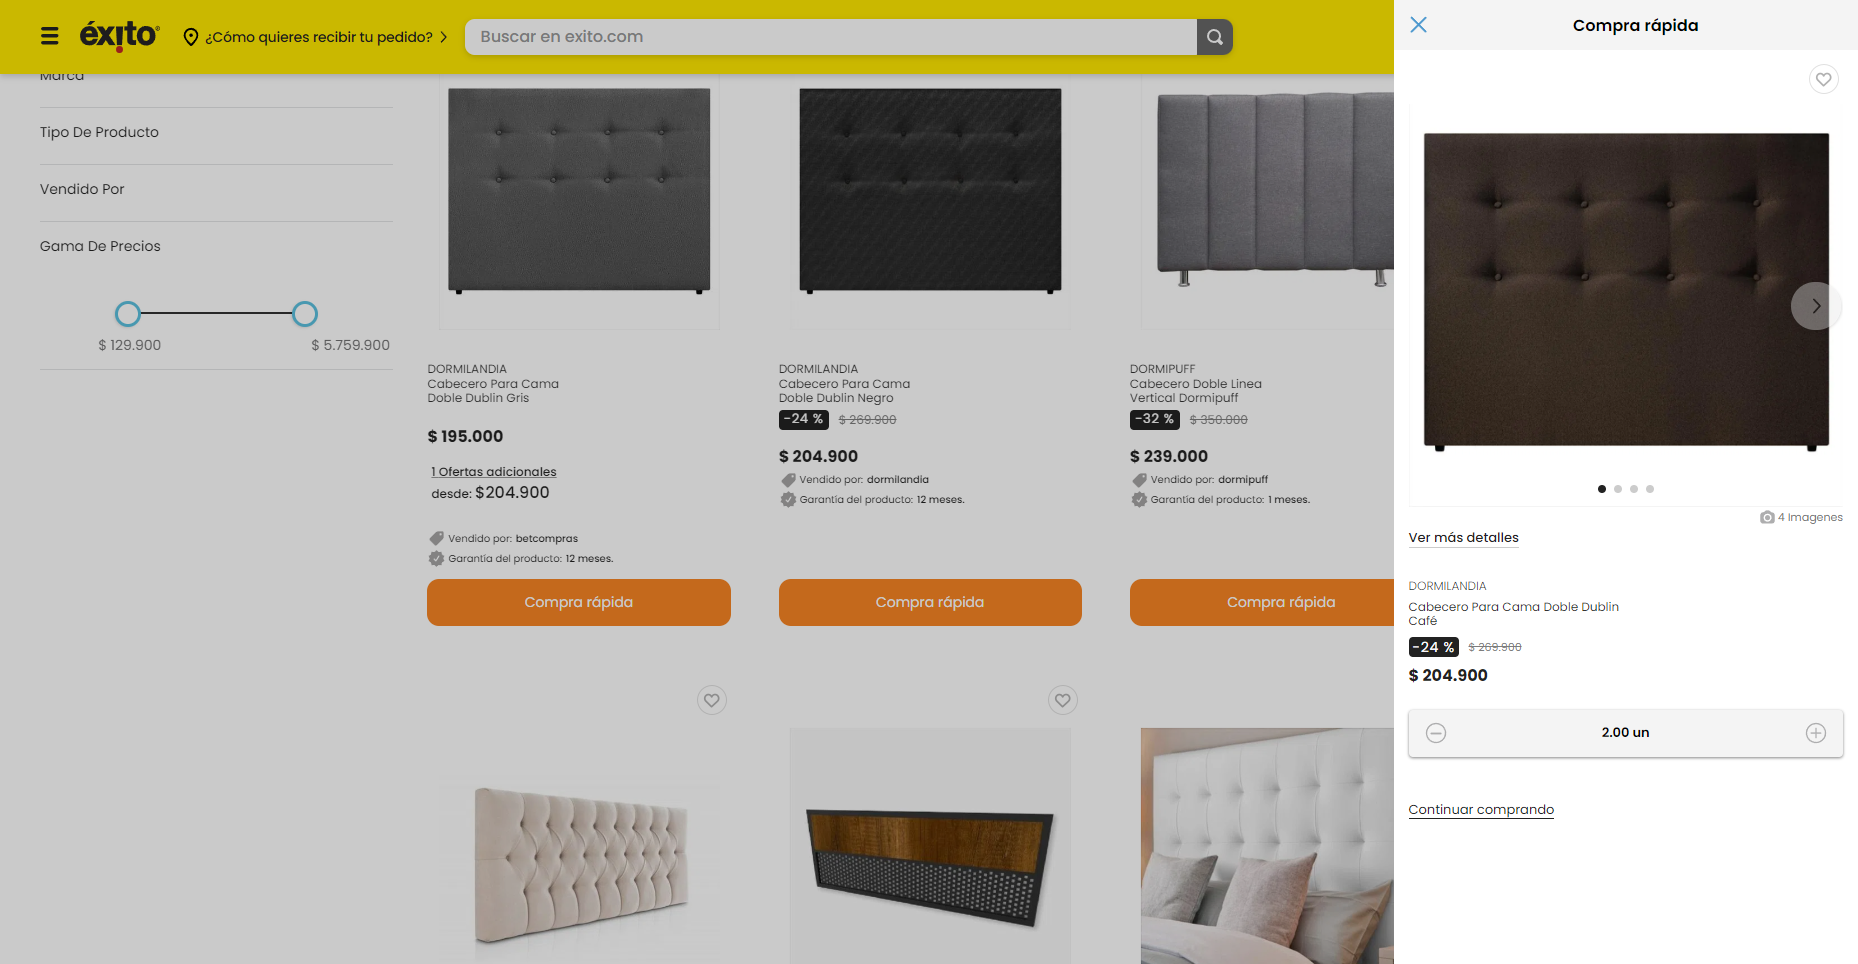 éxito
¿Cómo quieres recibir tu pedido?
Buscar en exito.com
Marca
Tipo De Producto
Vendido Por
Gama De Precios
$ 129.900
$ 5.759.900
DORMILANDIA
Cabecero Para Cama
Doble Dublin Gris
$ 195.000
1 Ofertas adicionales
desde: $204.900
Vendido por: betcompras
Garantía del producto: 12 meses.
Compra rápida
DORMILANDIA
Cabecero Para Cama
Doble Dublin Negro
-24 % $ 269.900
$ 204.900
Vendido por: dormilandia
Garantía del producto: 12 meses.
Compra rápida
DORMIPUFF
Cabecero Doble Linea
Vertical Dormipuff
-32 % $ 350.000
$ 239.000
Vendido por: dormipuff
Garantía del producto: 1 meses.
Compra rápida
Compra rápida
4 Imagenes
Ver más detalles
DORMILANDIA
Cabecero Para Cama Doble Dublin
Café
-24 % $ 269.900
$ 204.900
2.00 un
Continuar comprando